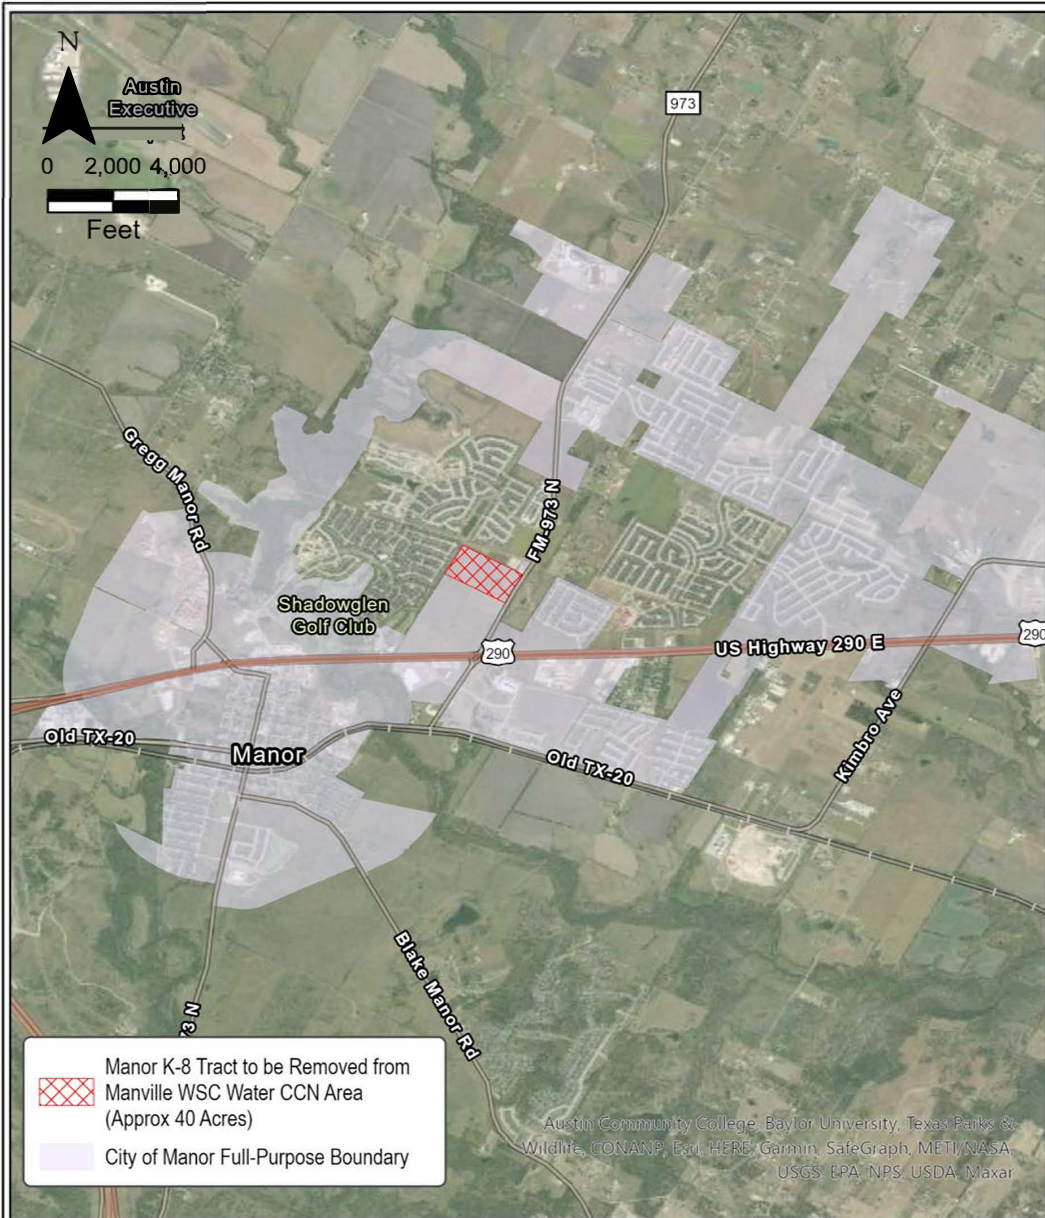 N
Austin
Executive
0 2,000 4,000
Feet
973
Gregg Manor Rd
FM-973 N
Shadowglen
Golf Club
290
US Highway 290 E
290
Old TX-20
Manor
Old TX-20
Kimbro Ave
Blake Manor Rd
73 N
Manor K-8 Tract to be Removed from
Manville WSC Water CCN Area
(Approx 40 Acres)
City of Manor Full-Purpose Boundary
Austin Community College, Baylor University, Texas Parks &
Wildlife, CONANP, Esri, HERE, Garmin, SafeGraph, METI/NASA,
USGS, EPA, NPS, USDA, Maxar